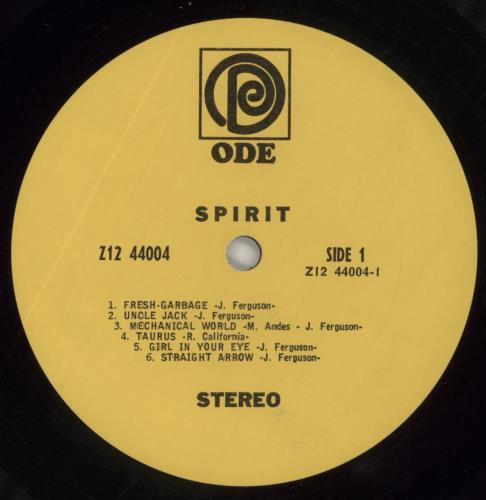 ODE
SPIRIT
Z12 44004
SIDE 1
Z12 44004-1
1. FRESH-GARBAGE -J. Ferguson-
2. UNCLE JACK -J. Ferguson-
3. MECHANICAL WORLD -M. Andes - J. Ferguson-
4. TAURUS -R. California-
5. GIRL IN YOUR EYE -J. Ferguson-
6. STRAIGHT ARROW -J. Ferguson-
STEREO